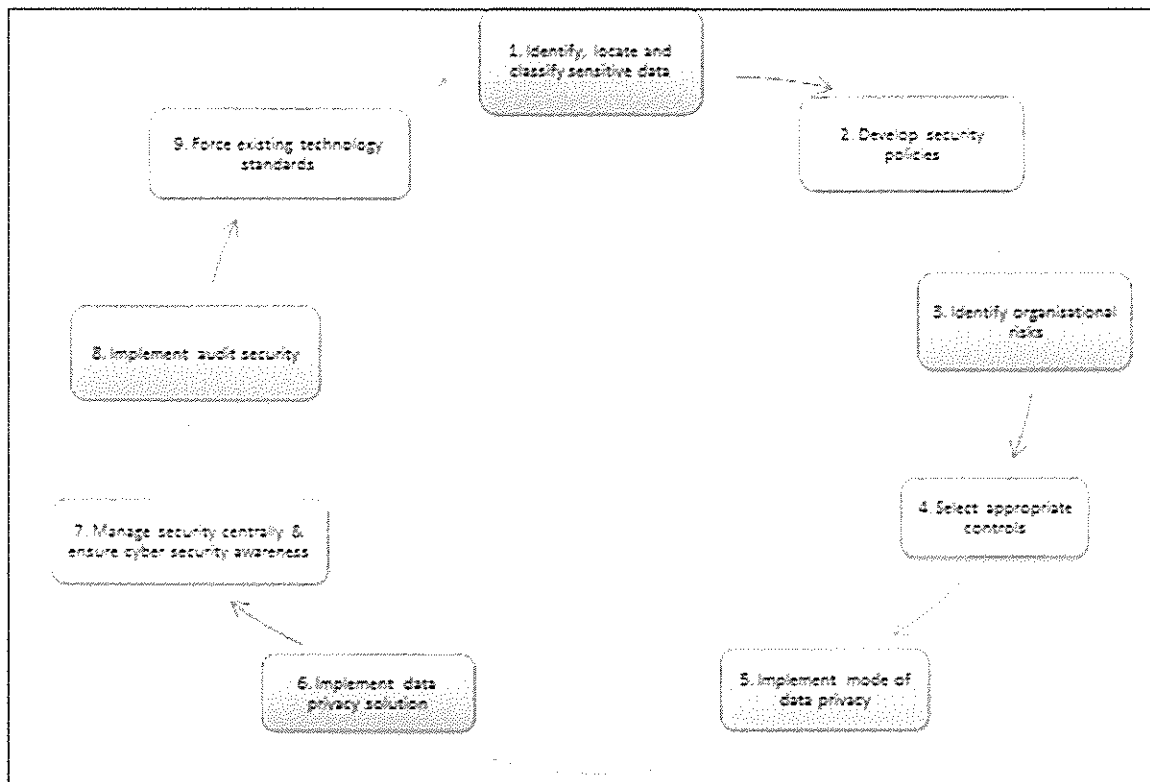 1. Identify, locate and
classify sensitive data
2. Develop security
policies
3. Identify organisational
risks
4. Select appropriate
controls
5. Implement mode of
data privacy
6. Implement data
privacy solution
7. Manage security centrally &
ensure cyber security awareness
8. Implement audit security
9. Force existing technology
standards